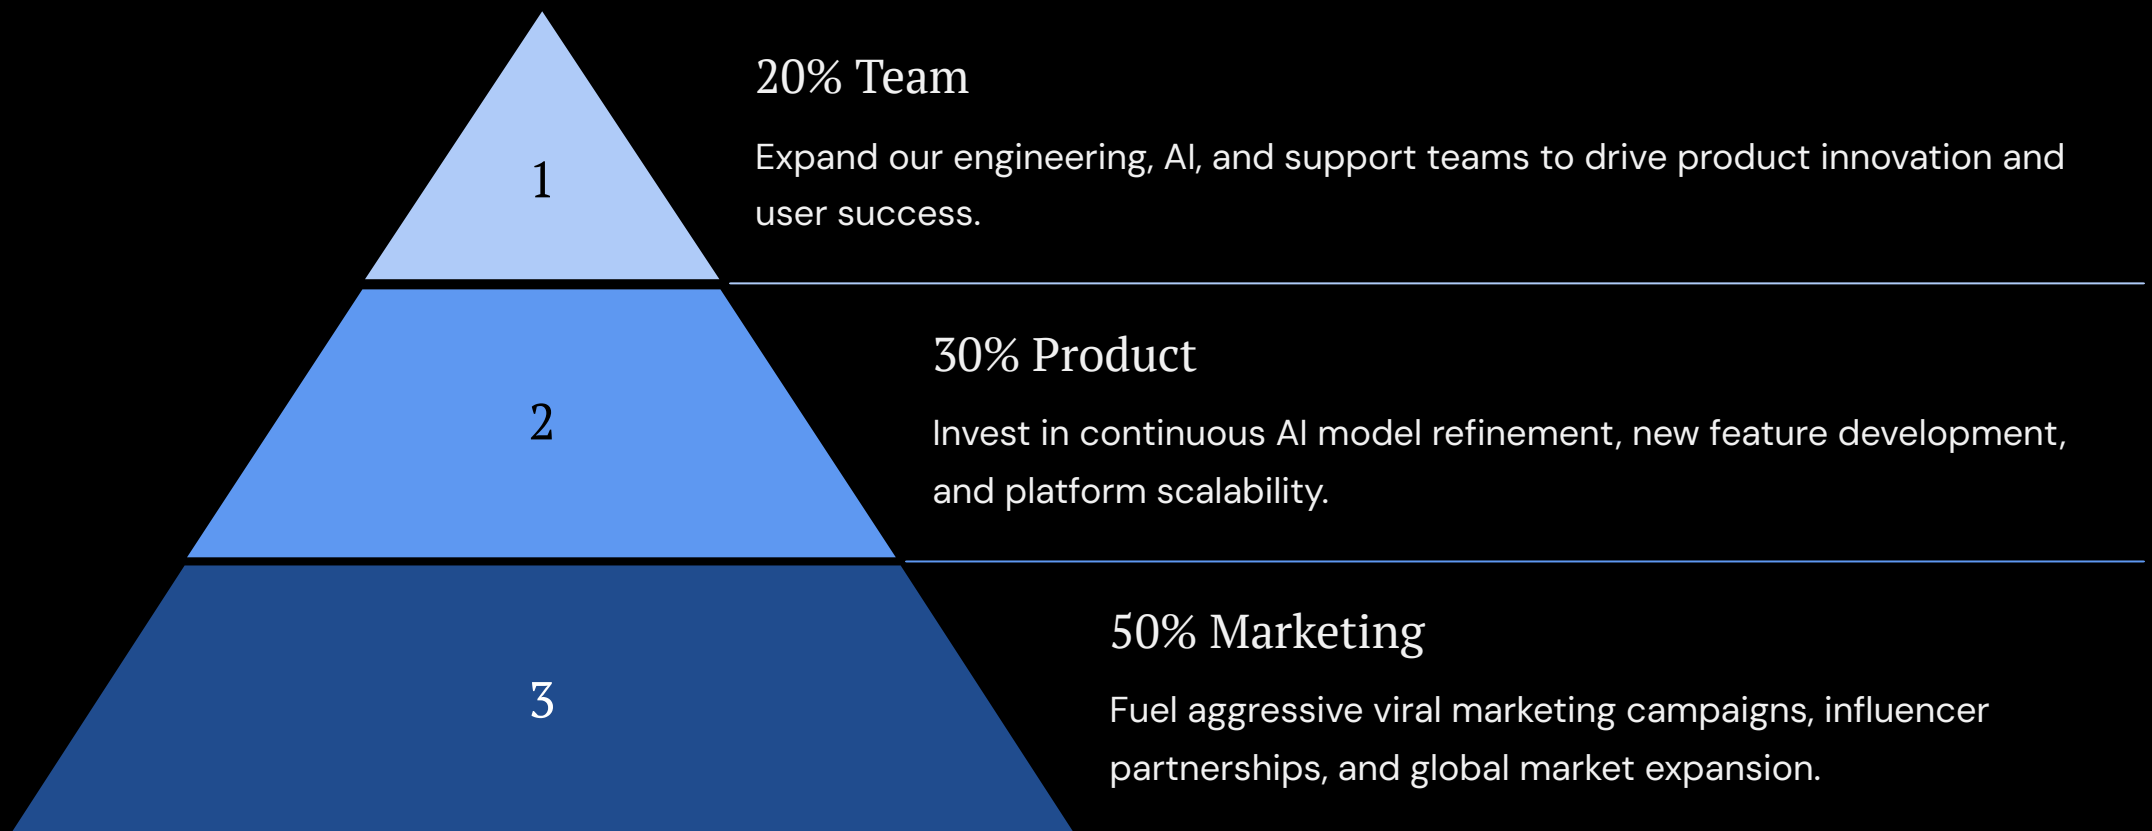 1
20% Team
Expand our engineering, AI, and support teams to drive product innovation and
user success.
2
30% Product
Invest in continuous AI model refinement, new feature development,
and platform scalability.
3
50% Marketing
Fuel aggressive viral marketing campaigns, influencer
partnerships, and global market expansion.